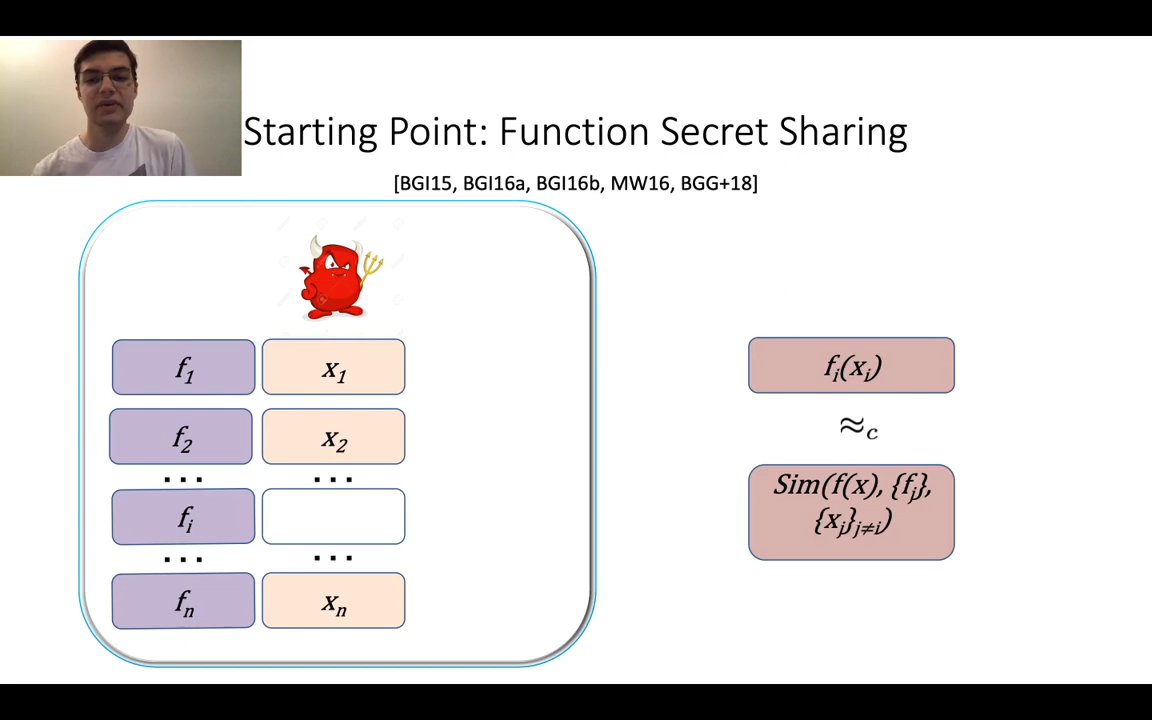 Starting Point: Function Secret Sharing
[BGI15, BGI16a, BGI16b, MW16, BGG+18]
f₁ x₁
f₂ x₂
... ...
fᵢ
... ...
fₙ xₙ
fᵢ(xᵢ)
≈c
Sim(f(x), {fⱼ},
{xⱼ}ⱼ≠ᵢ)